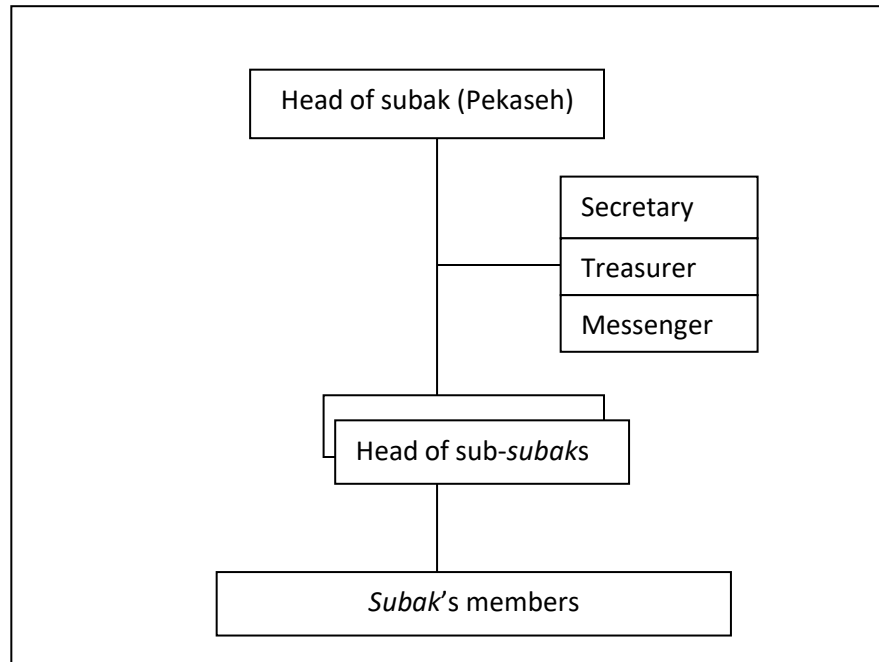 Head of subak (Pekaseh)
Secretary
Treasurer
Messenger
Head of sub-subaks
Subak's members